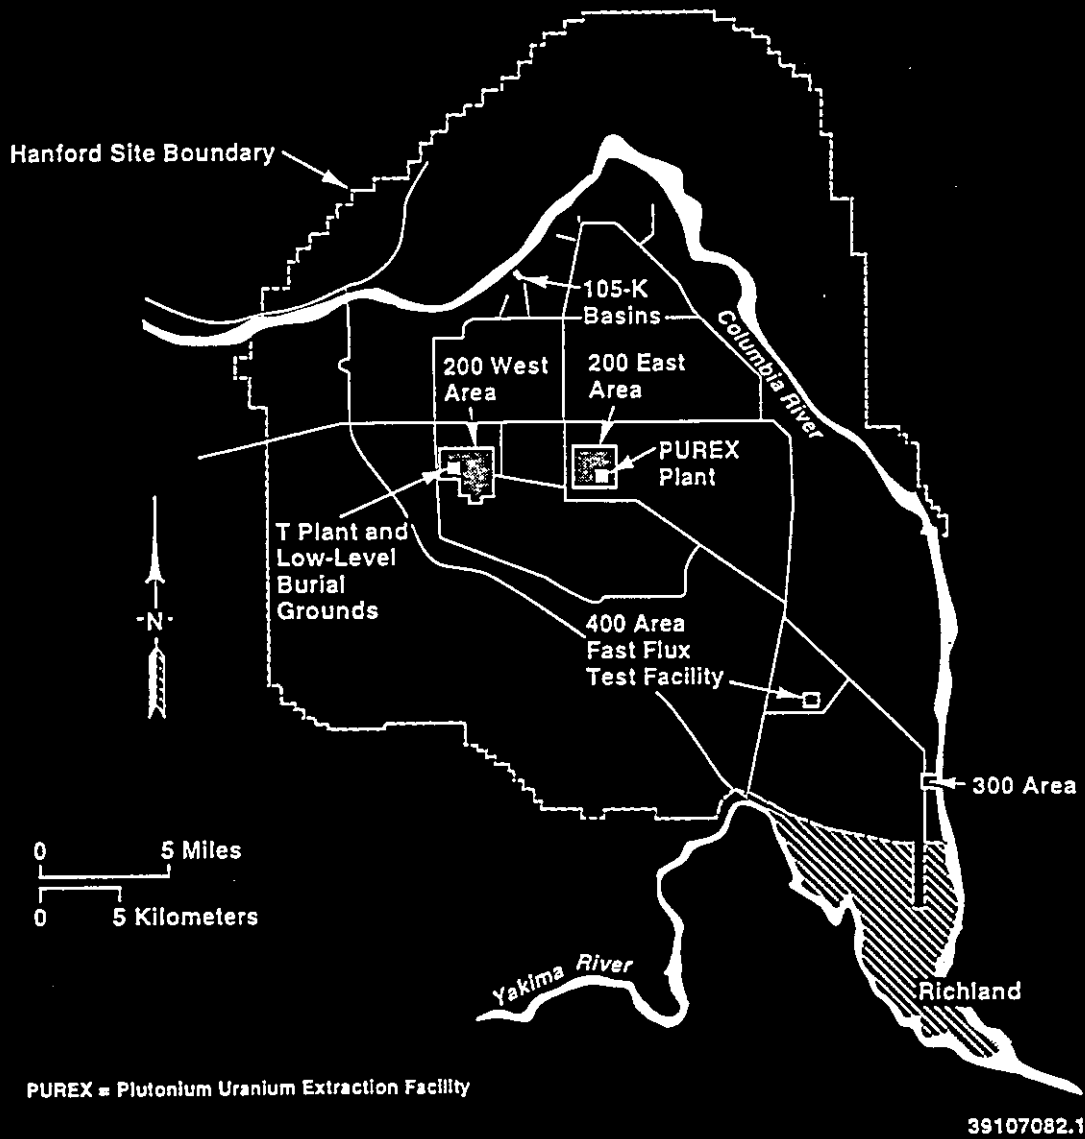 Hanford Site Boundary
105-K
Basins
Columbia River
200 West
Area
200 East
Area
PUREX
Plant
T Plant and
Low-Level
Burial
Grounds
-N-
400 Area
Fast Flux
Test Facility
300 Area
0 5 Miles
0 5 Kilometers
Yakima River
Richland
PUREX = Plutonium Uranium Extraction Facility
39107082.1